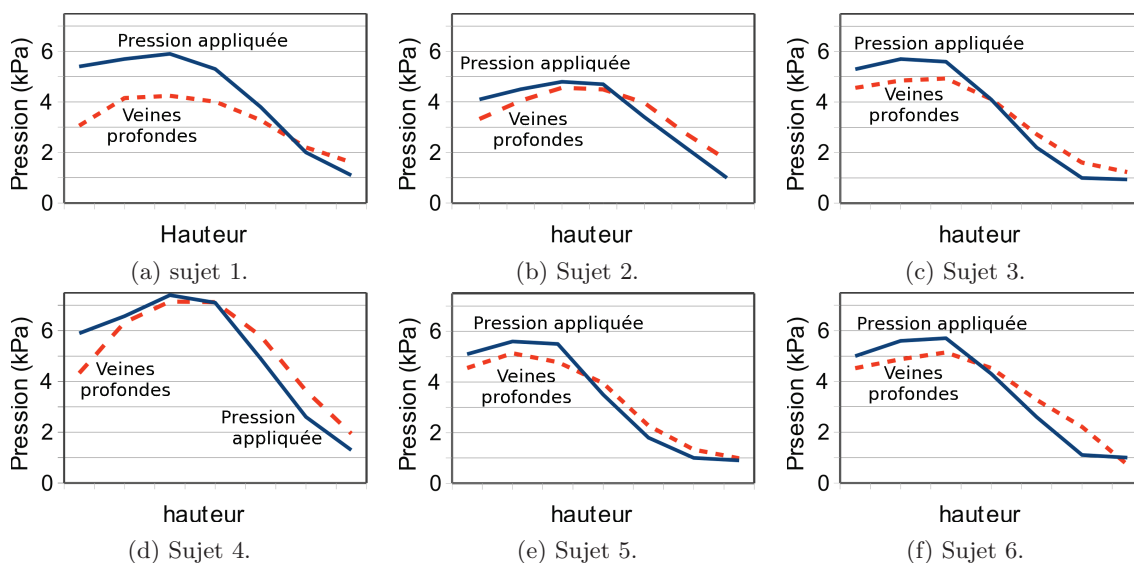 Pression (kPa)
6
4
2
0
Pression appliquée
Veines
profondes
Hauteur
(a) sujet 1.
Pression (kPa)
6
4
2
0
Pression appliquée
Veines
profondes
hauteur
(b) Sujet 2.
Pression (kPa)
6
4
2
0
Pression appliquée
Veines
profondes
hauteur
(c) Sujet 3.
Pression (kPa)
6
4
2
0
Veines
profondes
Pression
appliquée
hauteur
(d) Sujet 4.
Pression (kPa)
6
4
2
0
Pression appliquée
Veines
profondes
hauteur
(e) Sujet 5.
Prsesion (kPa)
6
4
2
0
Pression appliquée
Veines
profondes
hauteur
(f) Sujet 6.